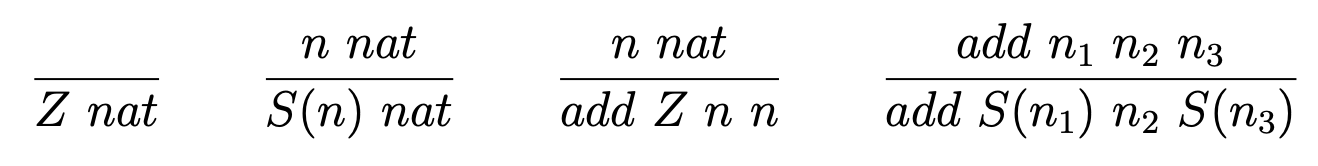 n nat n nat add n₁ n₂ n₃
Z nat S(n) nat add Z n n add S(n₁) n₂ S(n₃)